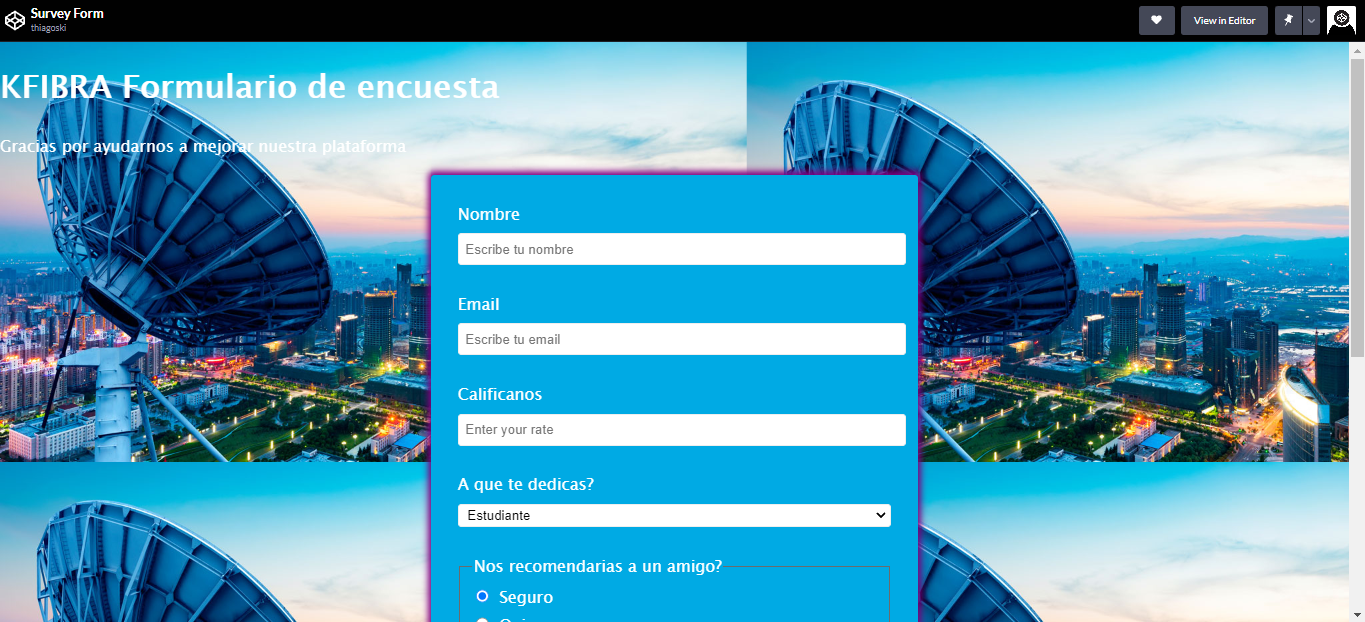 Survey Form
thiagoski
View in Editor
KFIBRA Formulario de encuesta
Gracias por ayudarnos a mejorar nuestra plataforma
Nombre
Escribe tu nombre
Email
Escribe tu email
Calificanos
Enter your rate
A que te dedicas?
Estudiante
Nos recomendarias a un amigo?
Seguro